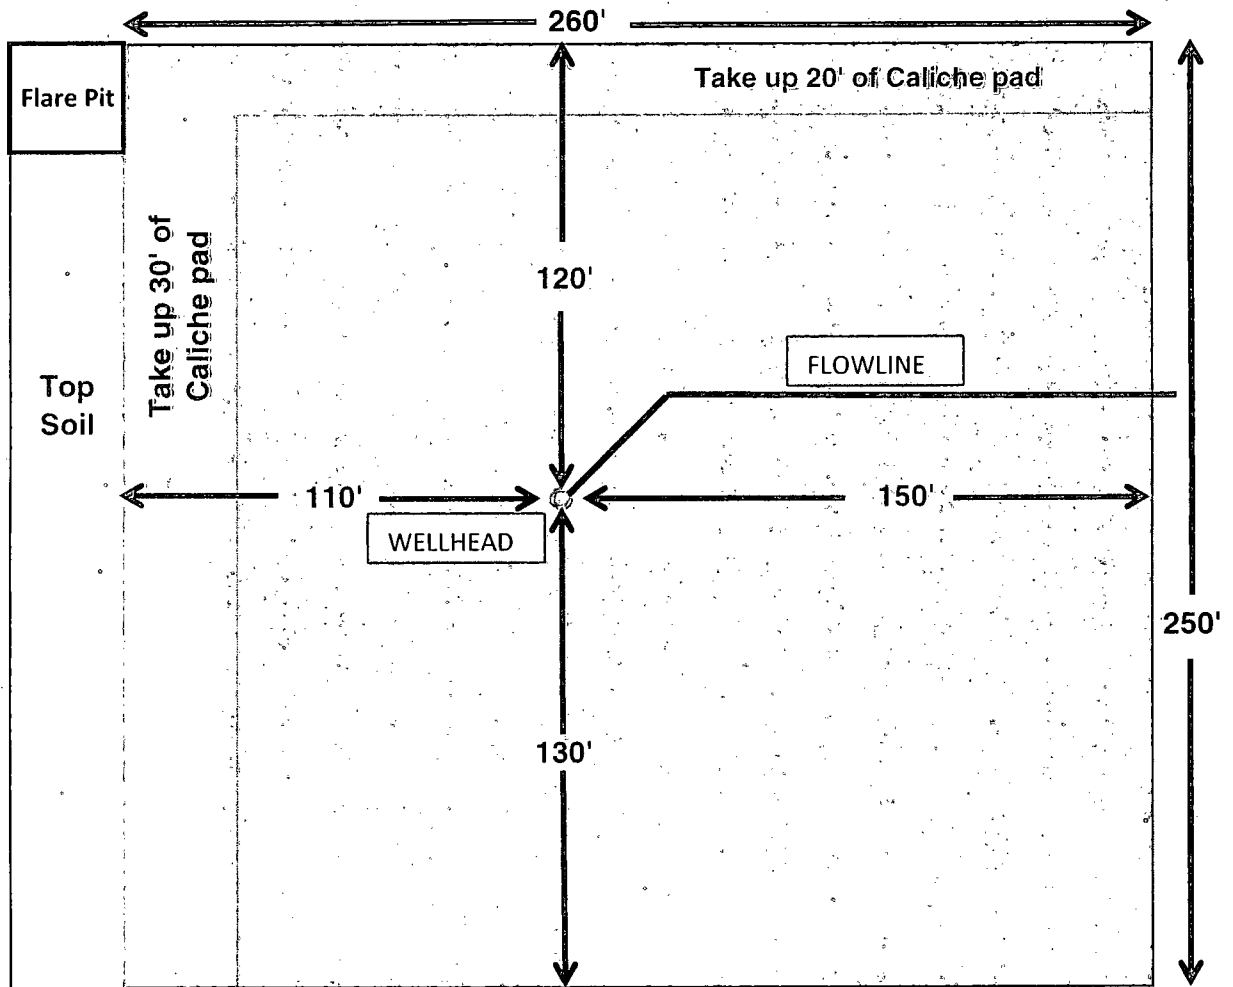 260'
Flare Pit
Take up 20' of Caliche pad
Take up 30' of
Caliche pad
120'
FLOWLINE
Top
Soil
110'
150'
WELLHEAD
250'
130'